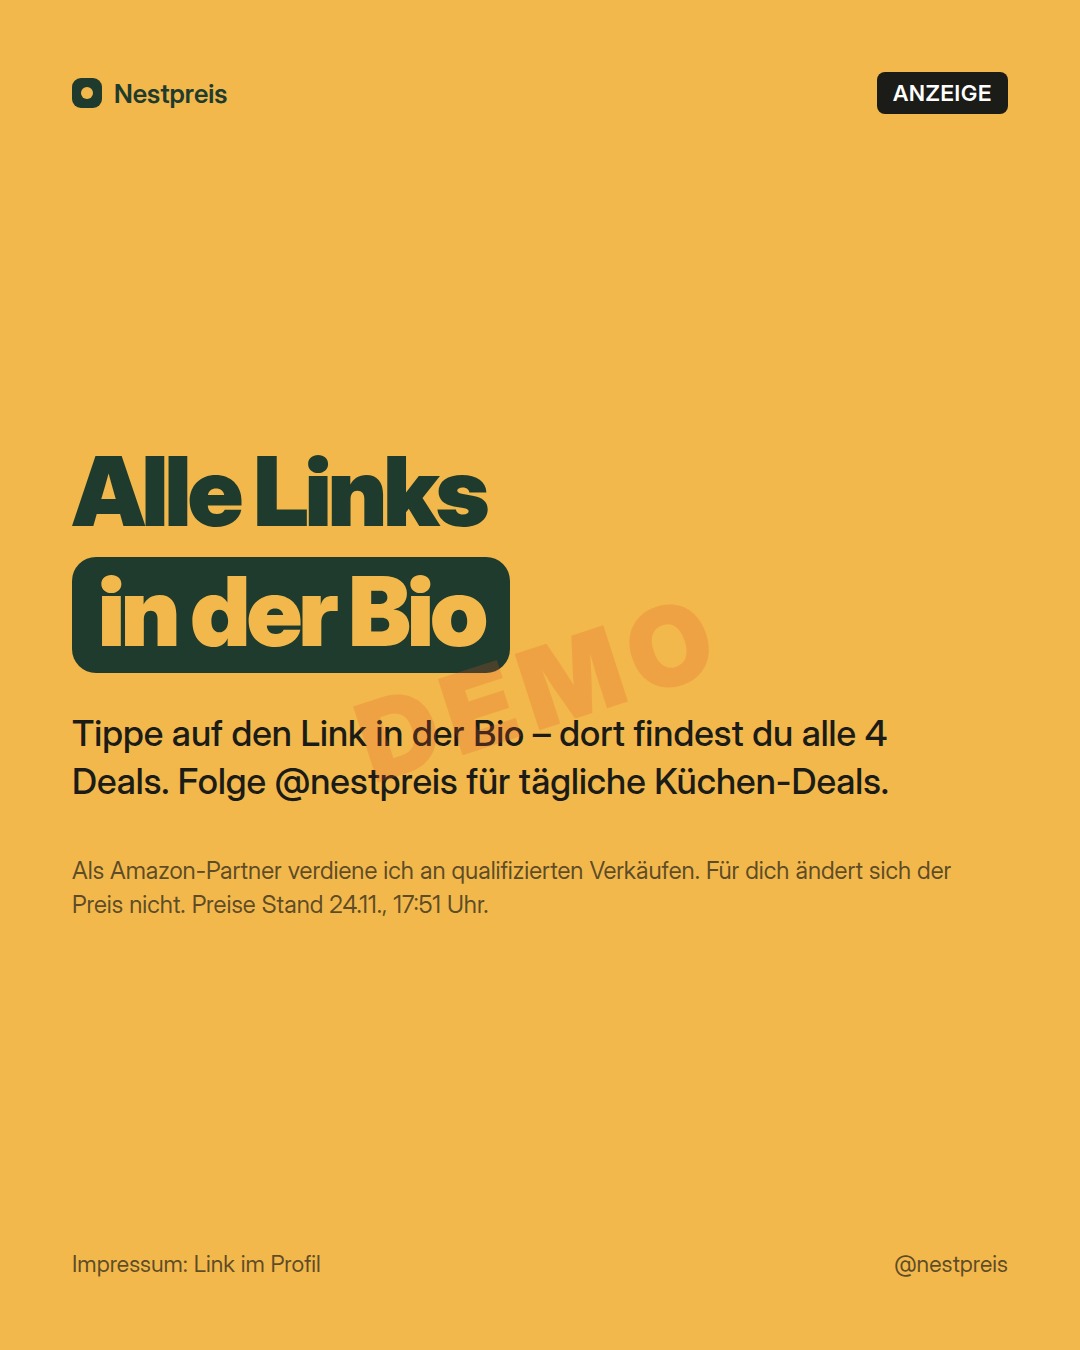 Nestpreis
ANZEIGE
Alle Links
in der Bio
DEMO
Tippe auf den Link in der Bio – dort findest du alle 4
Deals. Folge @nestpreis für tägliche Küchen-Deals.
Als Amazon-Partner verdiene ich an qualifizierten Verkäufen. Für dich ändert sich der
Preis nicht. Preise Stand 24.11., 17:51 Uhr.
Impressum: Link im Profil
@nestpreis